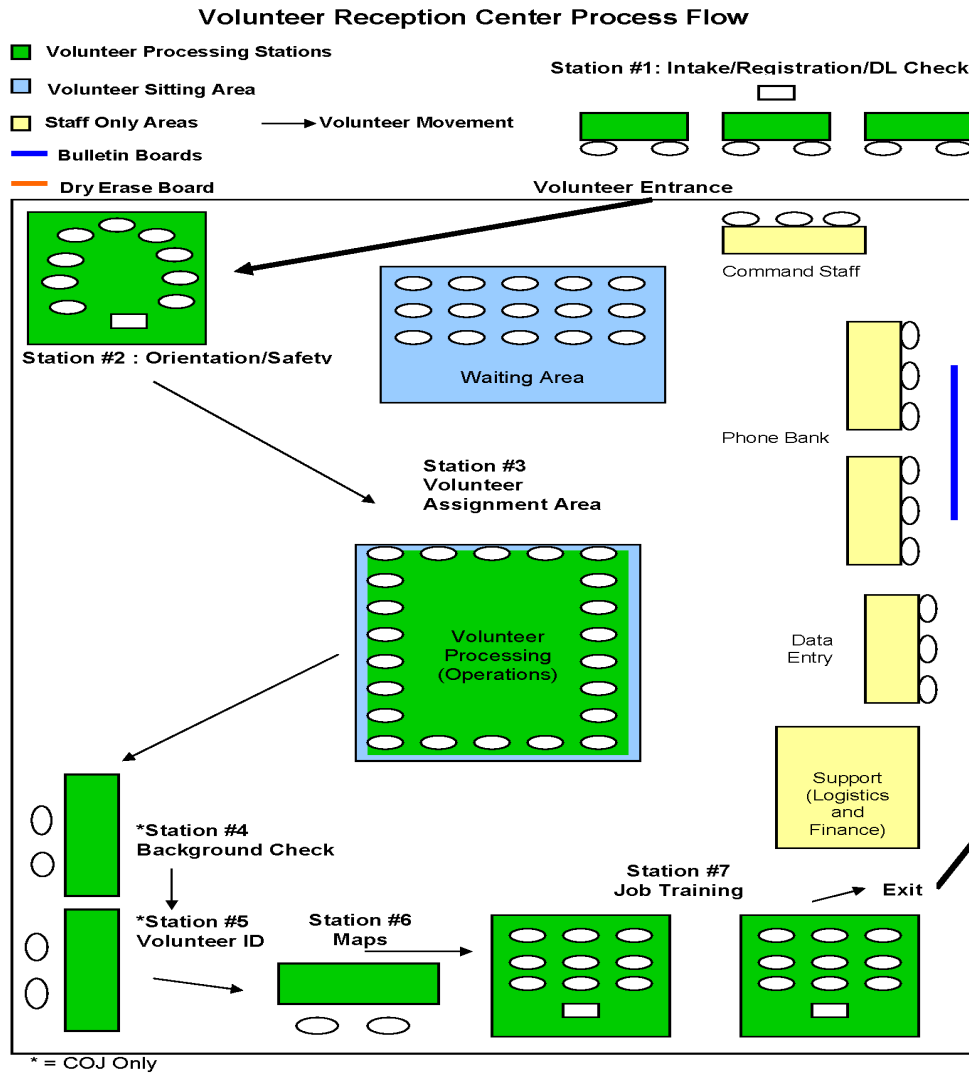 Volunteer Reception Center Process Flow
Volunteer Processing Stations
Volunteer Sitting Area
Staff Only Areas
Volunteer Movement
Bulletin Boards
Dry Erase Board
Station #1: Intake/Registration/DL Check
Volunteer Entrance
Command Staff
Station #2 : Orientation/Safety
Waiting Area
Phone Bank
Station #3
Volunteer
Assignment Area
Volunteer
Processing
(Operations)
Data
Entry
Support
(Logistics
and
Finance)
*Station #4
Background Check
*Station #5
Volunteer ID
Station #6
Maps
Station #7
Job Training
Exit
* = COJ Only